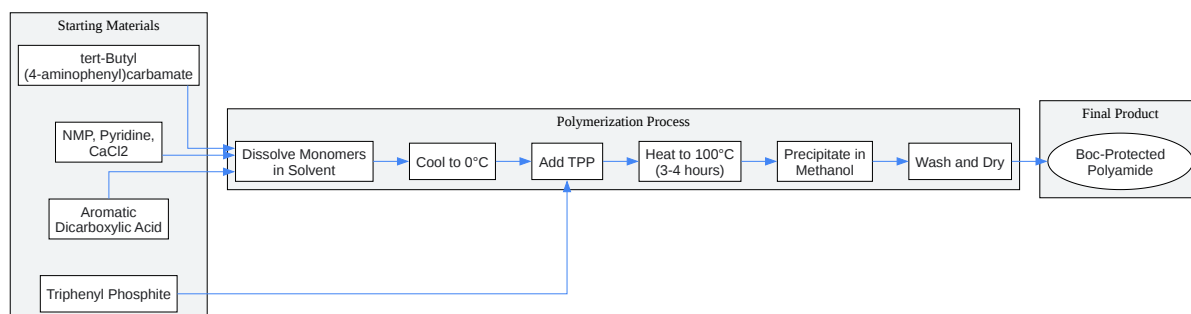 Starting Materials
tert-Butyl
(4-aminophenyl)carbamate
NMP, Pyridine,
CaCl2
Aromatic
Dicarboxylic Acid
Triphenyl Phosphite
Polymerization Process
Dissolve Monomers
in Solvent
Cool to 0°C
Add TPP
Heat to 100°C
(3-4 hours)
Precipitate in
Methanol
Wash and Dry
Final Product
Boc-Protected
Polyamide